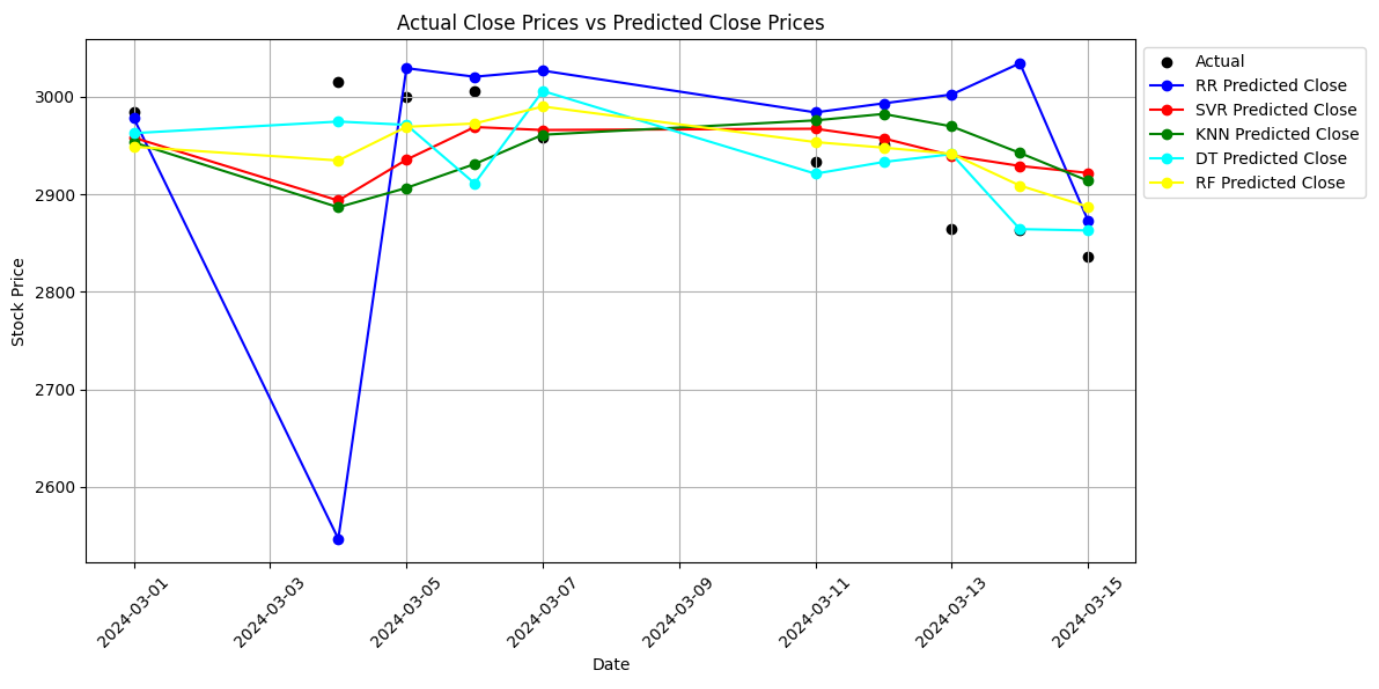 Actual Close Prices vs Predicted Close Prices
Actual
RR Predicted Close
SVR Predicted Close
KNN Predicted Close
DT Predicted Close
RF Predicted Close
Stock Price
3000
2900
2800
2700
2600
2024-03-01
2024-03-03
2024-03-05
2024-03-07
2024-03-09
2024-03-11
2024-03-13
2024-03-15
Date